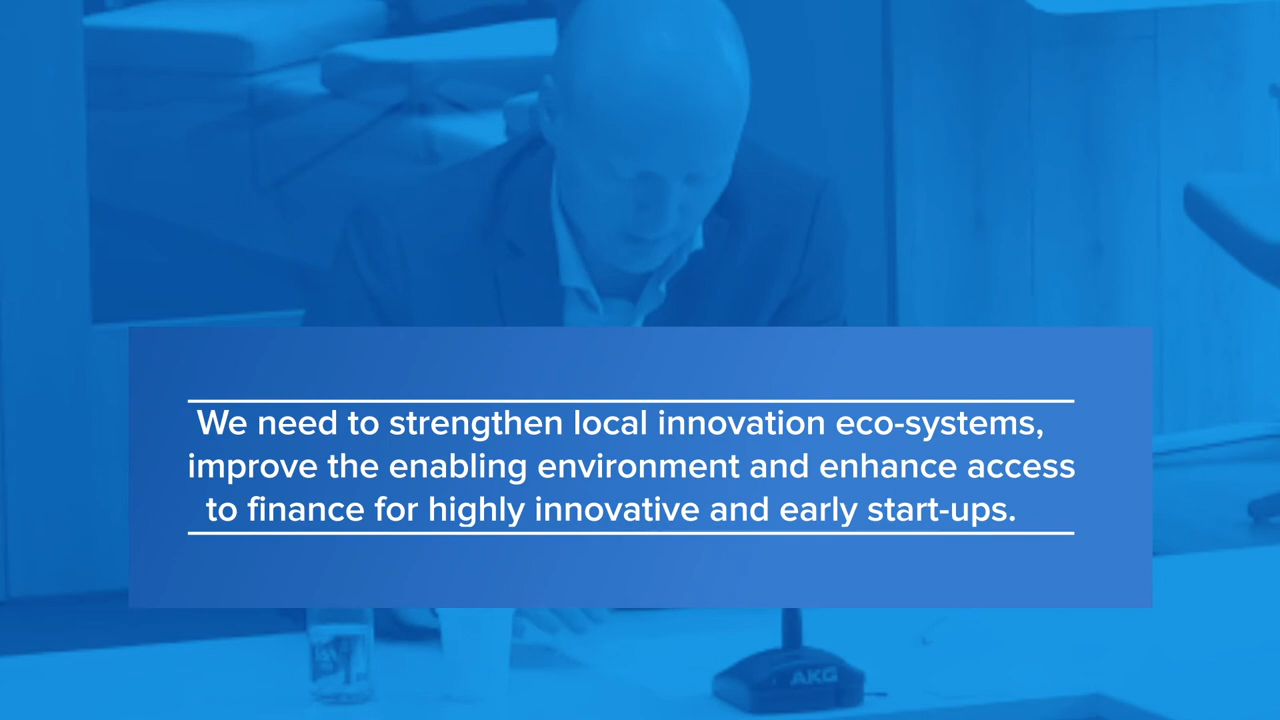 We need to strengthen local innovation eco-systems,
improve the enabling environment and enhance access
to finance for highly innovative and early start-ups.
AKG